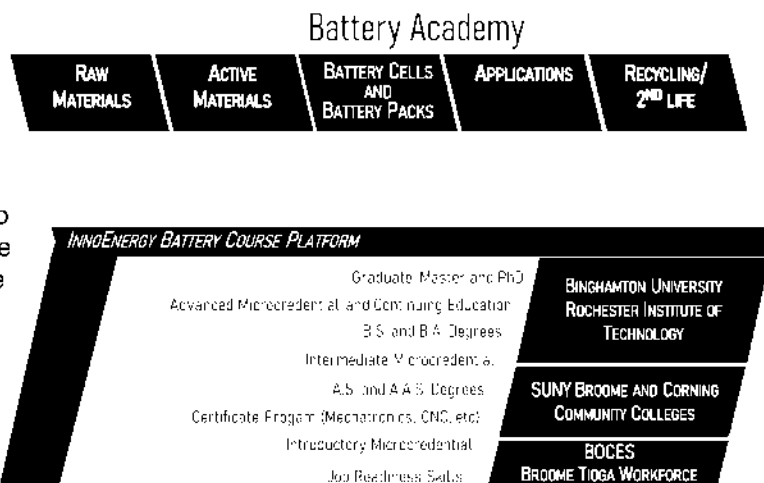 Battery Academy
RAW MATERIALS
ACTIVE MATERIALS
BATTERY CELLS AND BATTERY PACKS
APPLICATIONS
RECYCLING/ 2ND LIFE
INNOENERGY BATTERY COURSE PLATFORM
Graduate Master and PhD
Advanced Microcredential and Continuing Education
B.S. and B.A. Degrees
Intermediate Microcredential
A.S. and A.A.S. Degrees
Certificate Progam (Mechatronics, CNC, etc)
Introductory Microcredential
Job Readiness Skills
BINGHAMTON UNIVERSITY
ROCHESTER INSTITUTE OF
TECHNOLOGY
SUNY BROOME AND CORNING
COMMUNITY COLLEGES
BOCES
BROOME TIOGA WORKFORCE